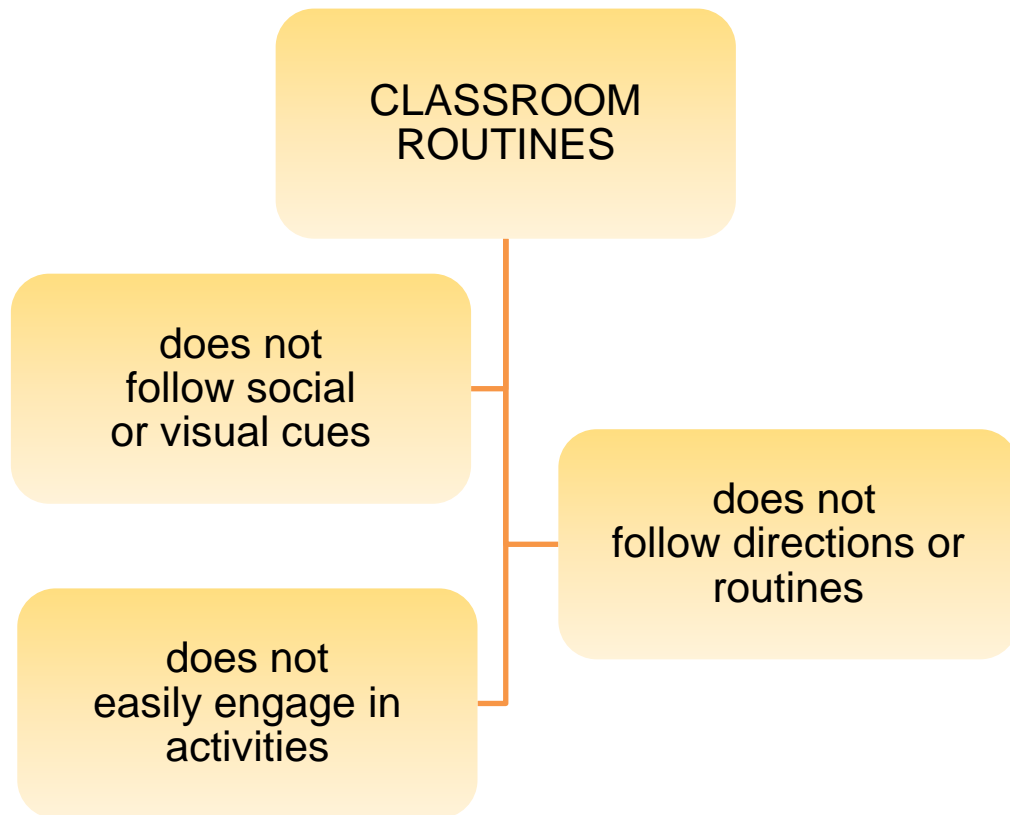 CLASSROOM
ROUTINES
does not
follow social
or visual cues
does not
follow directions or
routines
does not
easily engage in
activities